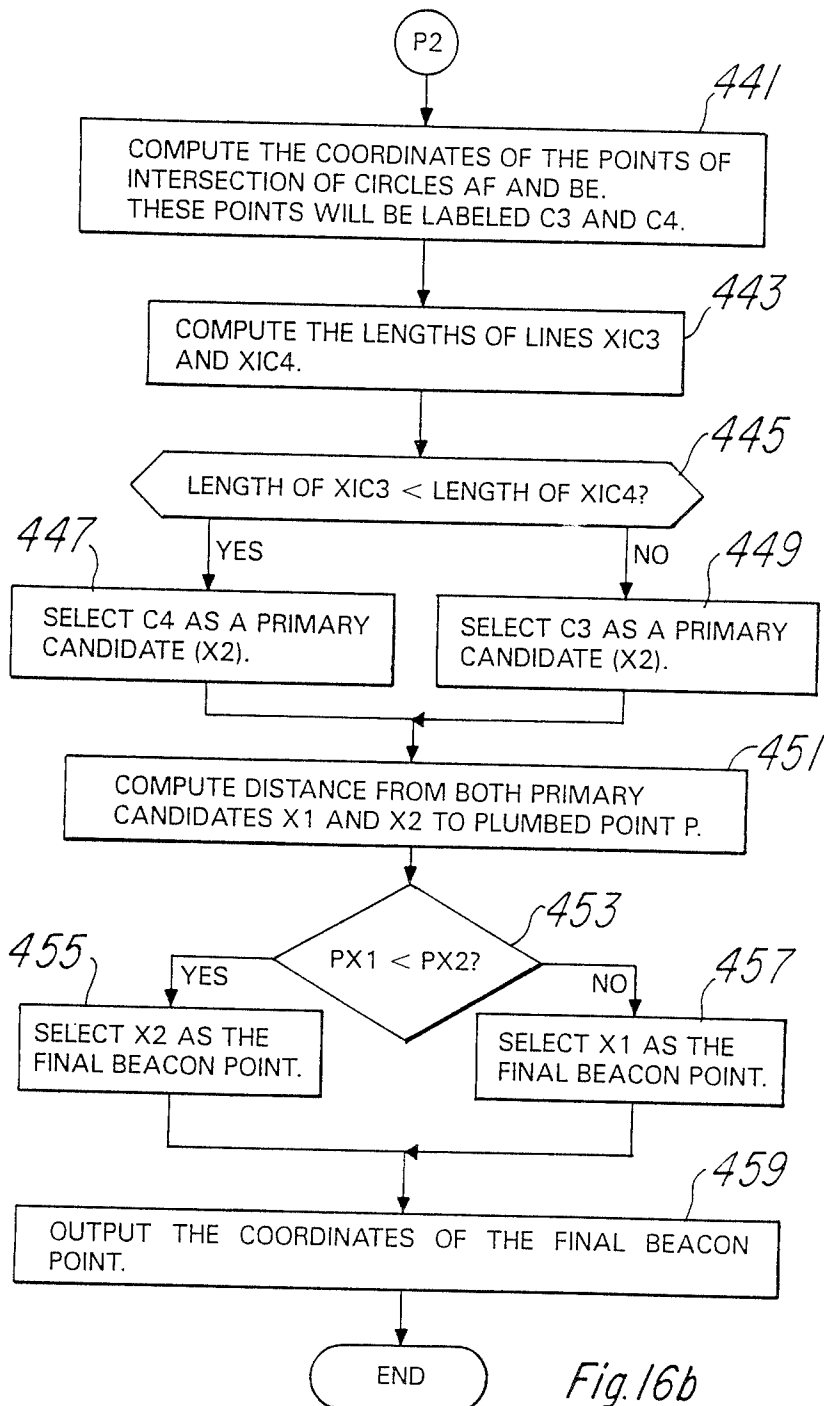 P2
441
COMPUTE THE COORDINATES OF THE POINTS OF
INTERSECTION OF CIRCLES AF AND BE.
THESE POINTS WILL BE LABELED C3 AND C4.
443
COMPUTE THE LENGTHS OF LINES XIC3
AND XIC4.
445
LENGTH OF XIC3 < LENGTH OF XIC4?
447
YES
NO
449
SELECT C4 AS A PRIMARY
CANDIDATE (X2).
SELECT C3 AS A PRIMARY
CANDIDATE (X2).
451
COMPUTE DISTANCE FROM BOTH PRIMARY
CANDIDATES X1 AND X2 TO PLUMBED POINT P.
453
PX1 < PX2?
455
YES
NO
457
SELECT X2 AS THE
FINAL BEACON POINT.
SELECT X1 AS THE
FINAL BEACON POINT.
459
OUTPUT THE COORDINATES OF THE FINAL BEACON
POINT.
END
Fig.16b